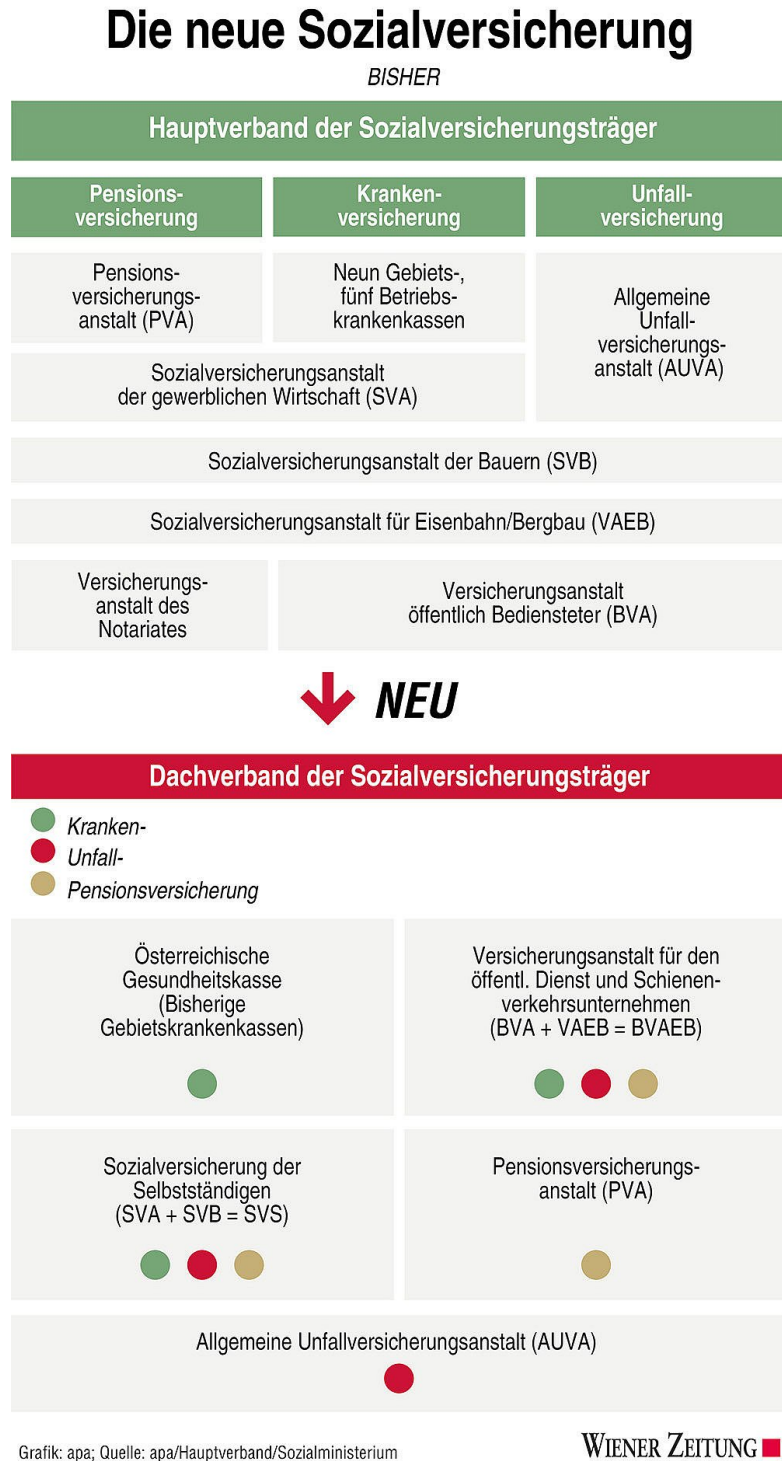 Die neue Sozialversicherung
BISHER
Hauptverband der Sozialversicherungsträger
Pensions-
versicherung
Kranken-
versicherung
Unfall-
versicherung
Pensions-
versicherungs-
anstalt (PVA)
Neun Gebiets-,
fünf Betriebs-
krankenkassen
Allgemeine
Unfall-
versicherungs-
anstalt (AUVA)
Sozialversicherungsanstalt
der gewerblichen Wirtschaft (SVA)
Sozialversicherungsanstalt der Bauern (SVB)
Sozialversicherungsanstalt für Eisenbahn/Bergbau (VAEB)
Versicherungs-
anstalt des
Notariates
Versicherungsanstalt
öffentlich Bediensteter (BVA)
NEU
Dachverband der Sozialversicherungsträger
Kranken-
Unfall-
Pensionsversicherung
Österreichische
Gesundheitskasse
(Bisherige
Gebietskrankenkassen)
Versicherungsanstalt für den
öffentl. Dienst und Schienen-
verkehrsunternehmen
(BVA + VAEB = BVAEB)
Sozialversicherung der
Selbstständigen
(SVA + SVB = SVS)
Pensionsversicherungs-
anstalt (PVA)
Allgemeine Unfallversicherungsanstalt (AUVA)
Grafik: apa; Quelle: apa/Hauptverband/Sozialministerium
WIENER ZEITUNG